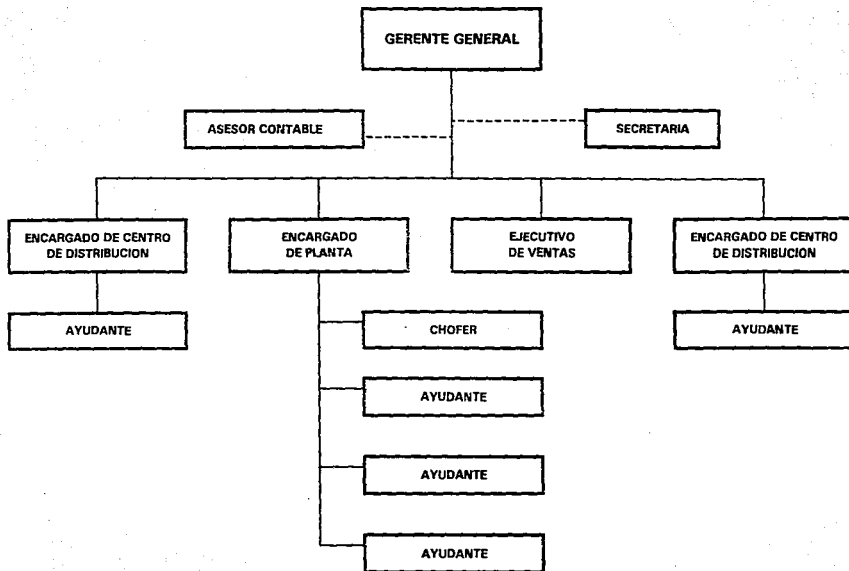 GERENTE GENERAL
ASESOR CONTABLE
SECRETARIA
ENCARGADO DE CENTRO
DE DISTRIBUCION
ENCARGADO
DE PLANTA
EJECUTIVO
DE VENTAS
ENCARGADO DE CENTRO
DE DISTRIBUCION
AYUDANTE
CHOFER
AYUDANTE
AYUDANTE
AYUDANTE
AYUDANTE